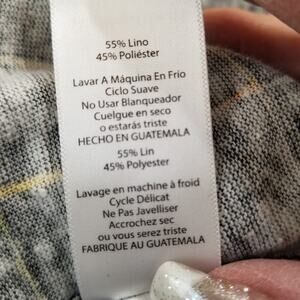 55% Lino
45% Poliéster
Lavar A Máquina En Frio
Ciclo Suave
No Usar Blanqueador
Cuelgue en seco
o estarás triste
HECHO EN GUATEMALA
55% Lin
45% Polyester
Lavage en machine à froid
Cycle Délicat
Ne Pas Javelliser
Accrochez sec
ou vous serez triste
FABRIQUE AU GUATEMALA